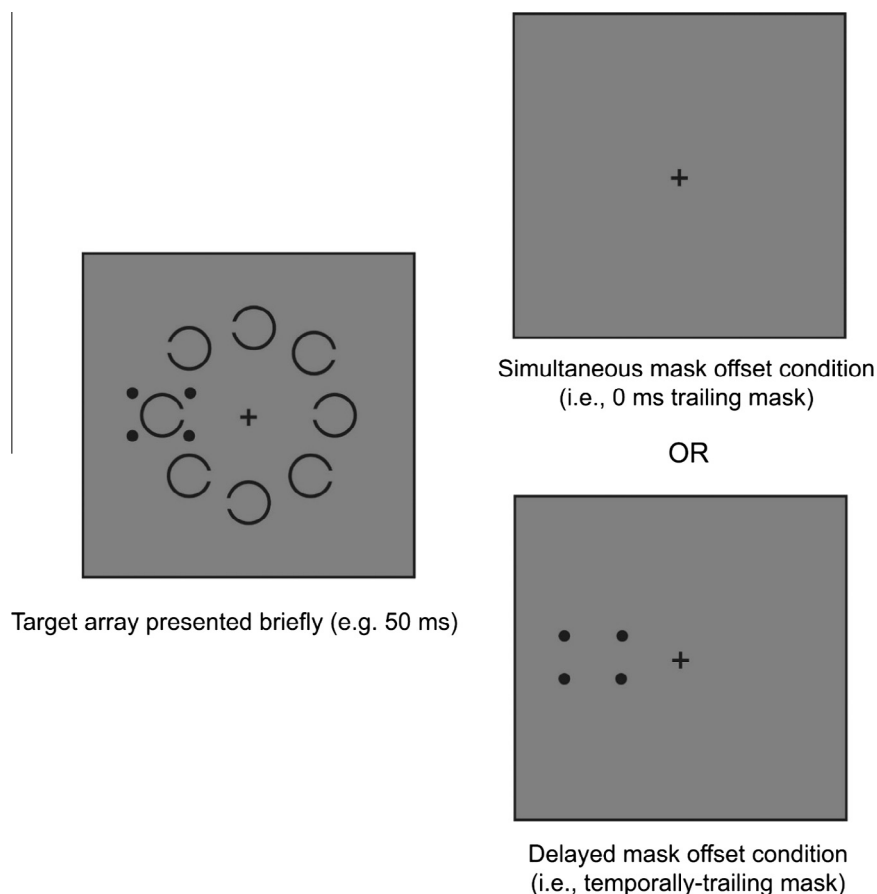 Target array presented briefly (e.g. 50 ms)
Simultaneous mask offset condition
(i.e., 0 ms trailing mask)
OR
Delayed mask offset condition
(i.e., temporally-trailing mask)